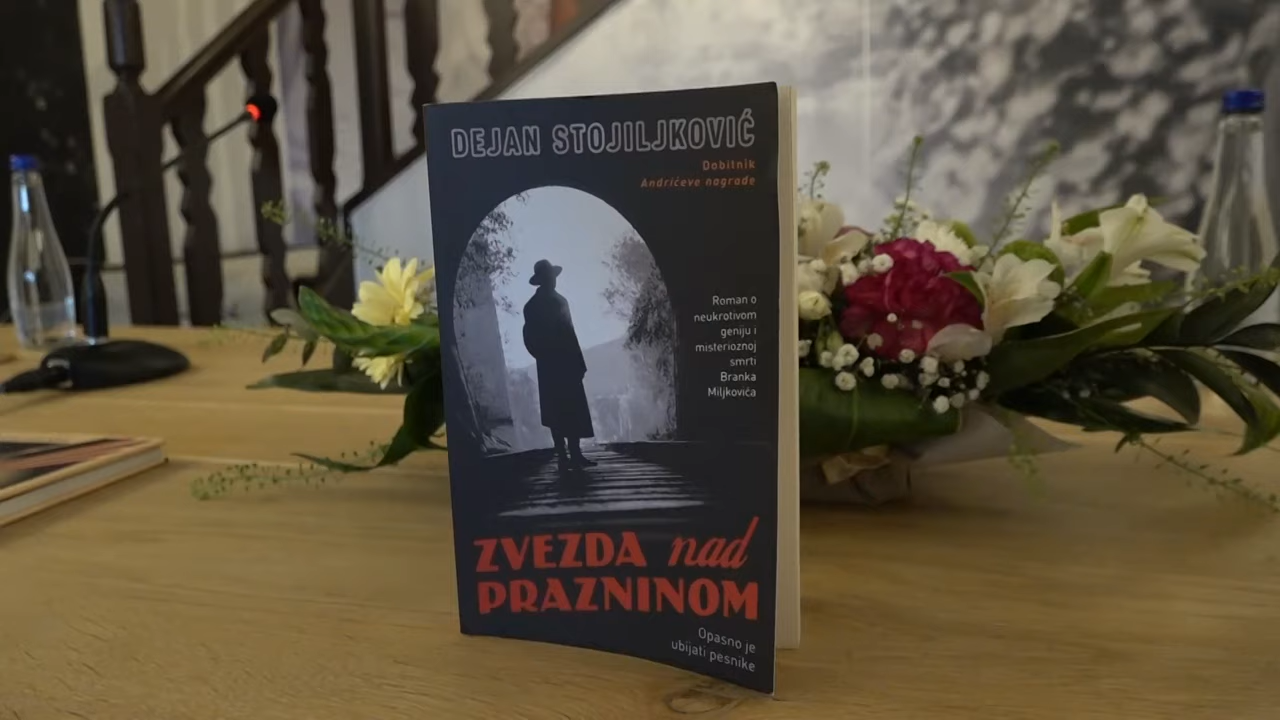 DEJAN STOJILJKOVIĆ
Dobitnik
Andrićeve nagrade
Roman o
neukrotivom
geniju i
misterioznoj
smrti
Branka
Miljkovića
ZVEZDA nad
PRAZNINOM
Opasno je
ubijati pesnike